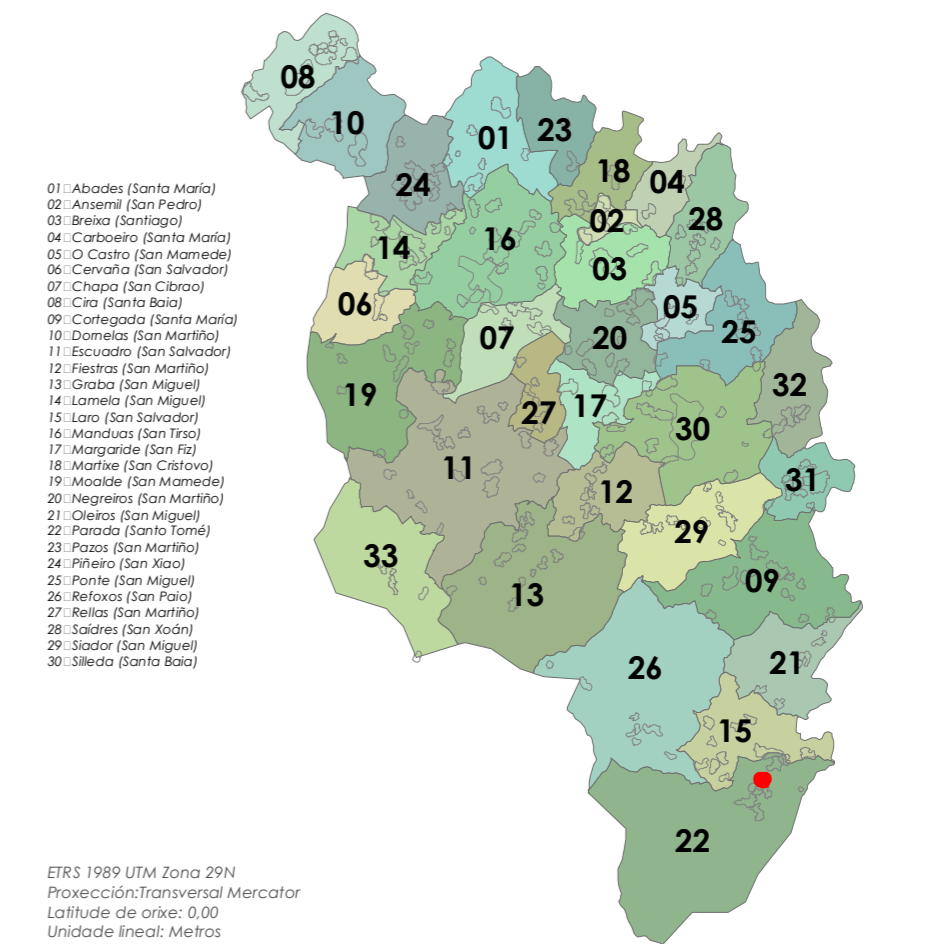 08
10
01
23
18
04
24
02
28
14
16
03
06
05
07
20
25
19
27
17
32
30
11
12
31
29
33
13
09
26
21
15
22
01 Abades (Santa María)
02 Ansemil (San Pedro)
03 Breixa (Santiago)
04 Carboeiro (Santa María)
05 O Castro (San Mamede)
06 Cervaña (San Salvador)
07 Chapa (San Cibrao)
08 Cira (Santa Baia)
09 Cortegada (Santa María)
10 Dornelas (San Martiño)
11 Escuadro (San Salvador)
12 Fiestras (San Martiño)
13 Graba (San Miguel)
14 Lamela (San Miguel)
15 Laro (San Salvador)
16 Manduas (San Tirso)
17 Margaride (San Fiz)
18 Martixe (San Cristovo)
19 Moalde (San Mamede)
20 Negreiros (San Martiño)
21 Oleiros (San Miguel)
22 Parada (Santo Tomé)
23 Pazos (San Martiño)
24 Piñeiro (San Xiao)
25 Ponte (San Miguel)
26 Refoxos (San Paio)
27 Rellas (San Martiño)
28 Saídres (San Xoán)
29 Siador (San Miguel)
30 Silleda (Santa Baia)
ETRS 1989 UTM Zona 29N
Proxección:Transversal Mercator
Latitude de orixe: 0,00
Unidade lineal: Metros